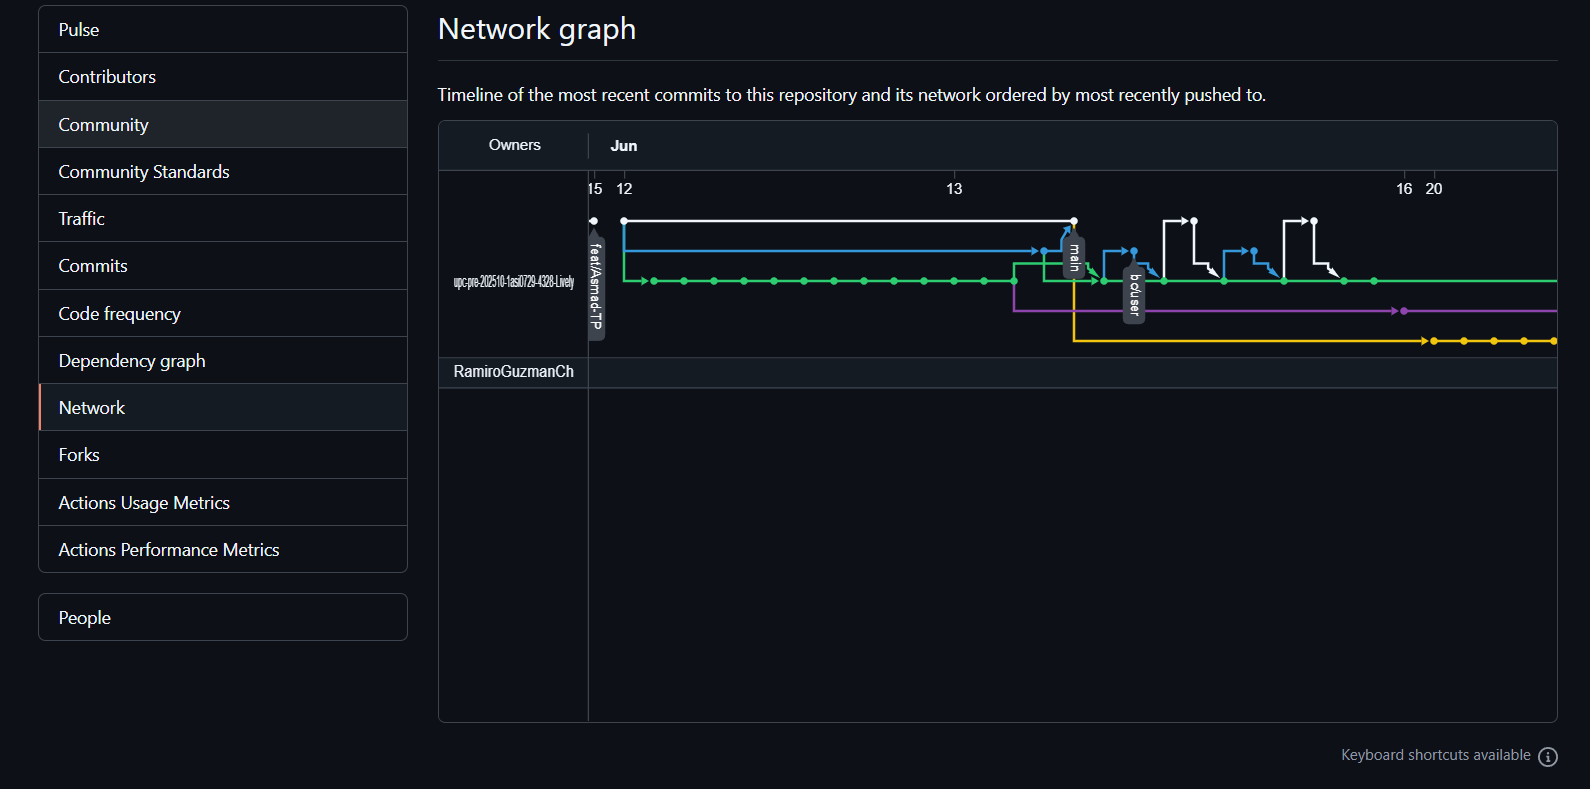 Pulse
Contributors
Community
Community Standards
Traffic
Commits
Code frequency
Dependency graph
Network
Forks
Actions Usage Metrics
Actions Performance Metrics
People
Network graph
Timeline of the most recent commits to this repository and its network ordered by most recently pushed to.
Owners
Jun
15 12 13 16 20
upc-pre-202510-1asi0729-4328-Lively
feat/Asmad-TP
main
bc/user
RamiroGuzmanCh
Keyboard shortcuts available